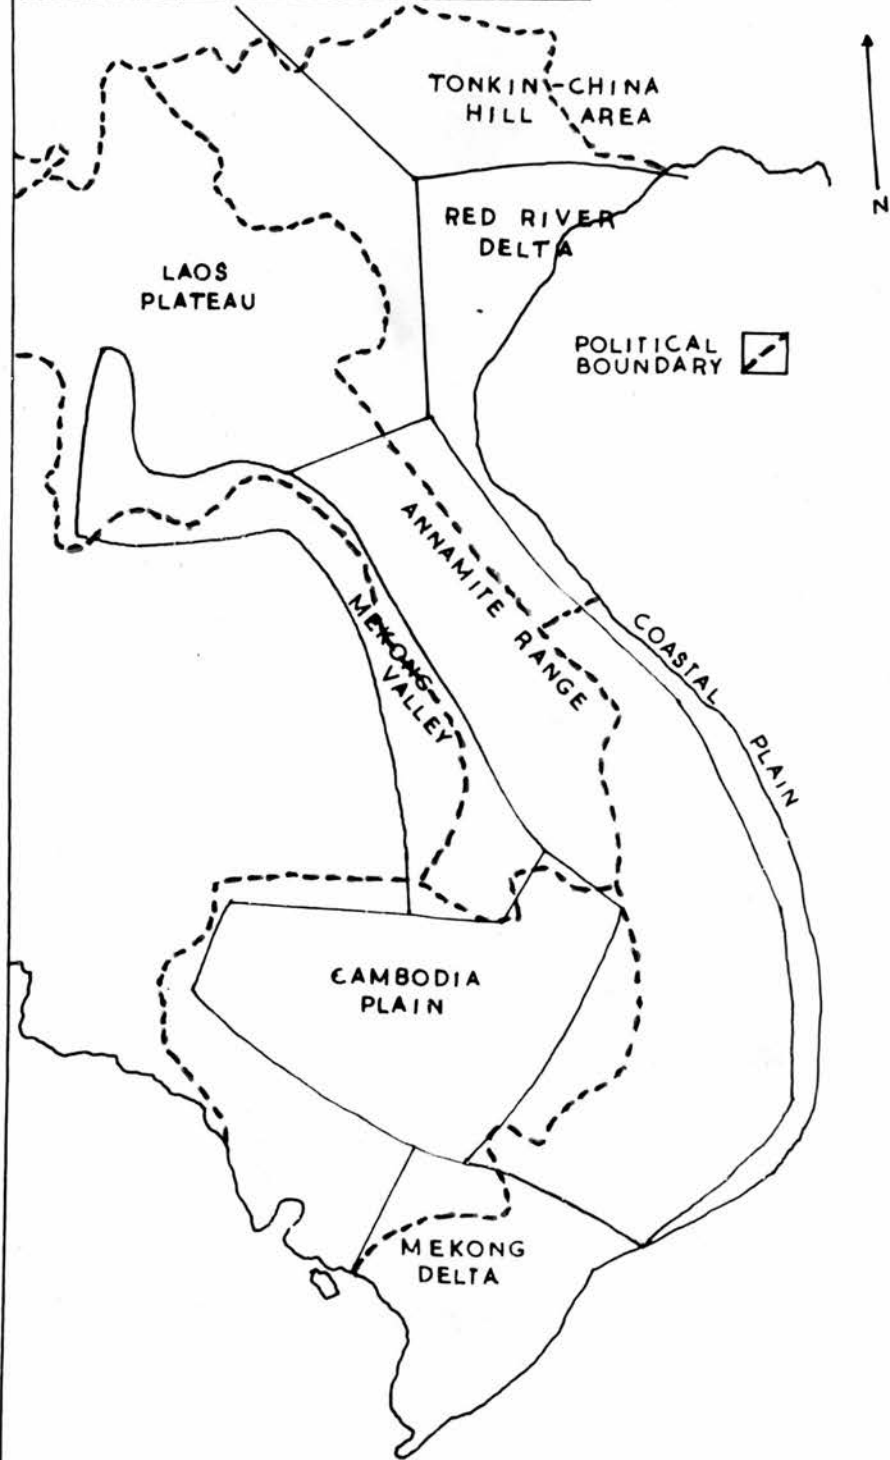 TONKIN-CHINA
HILL AREA
N
RED RIVER
DELTA
LAOS
PLATEAU
POLITICAL
BOUNDARY
ANNAMITE RANGE
MEKONG
VALLEY
COASTAL PLAIN
CAMBODIA
PLAIN
MEKONG
DELTA